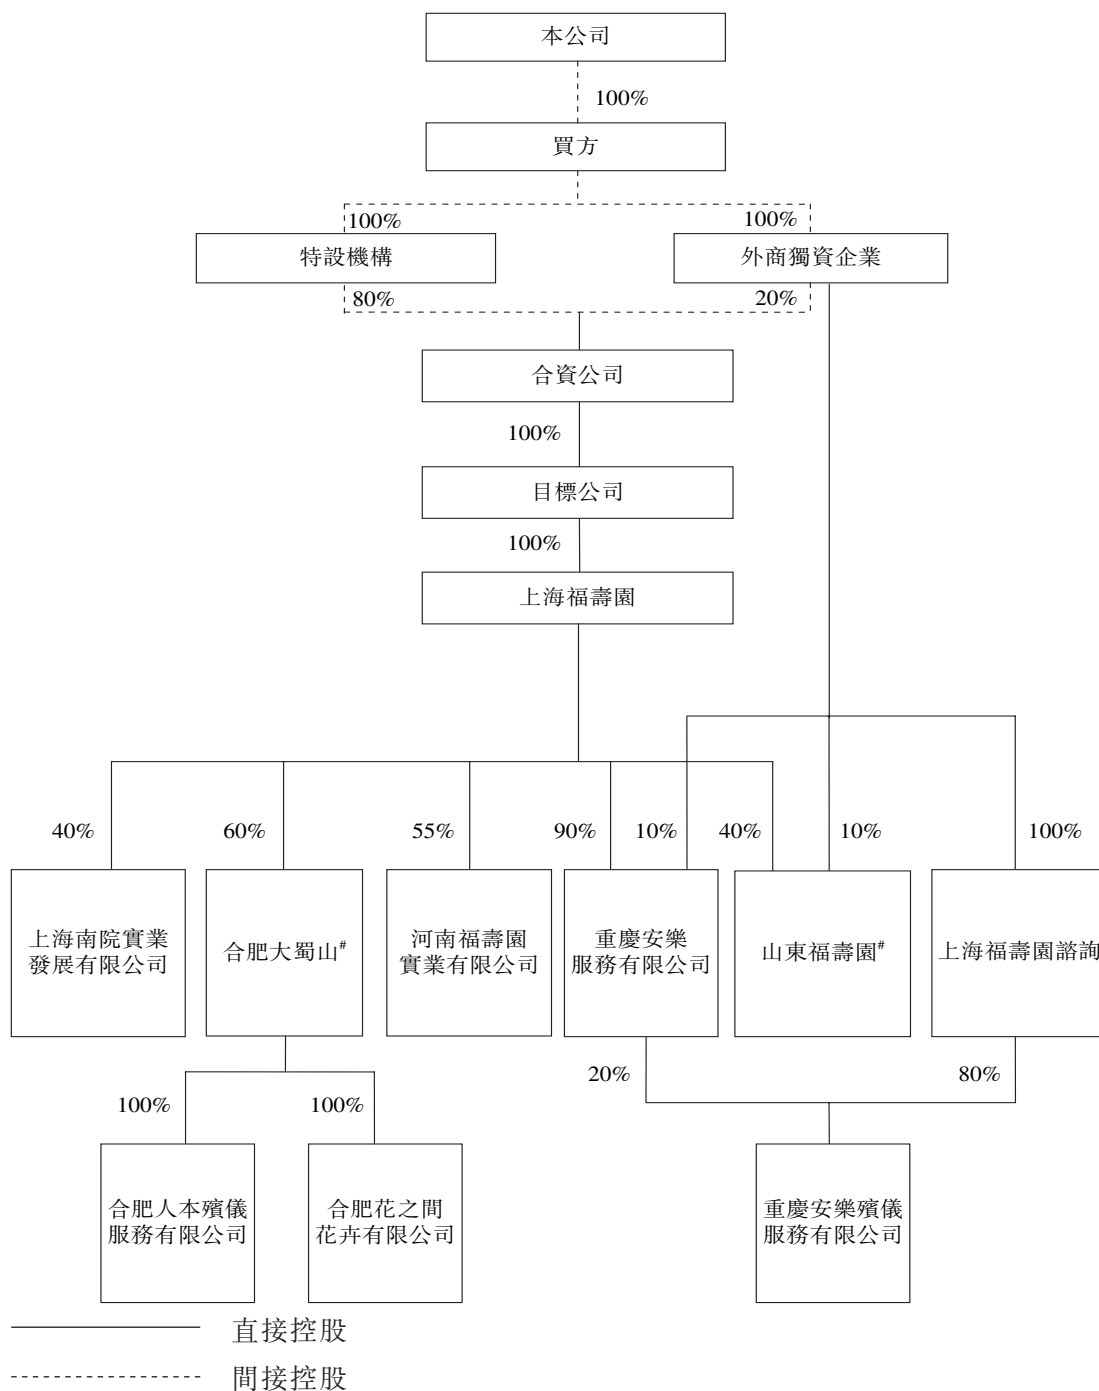 本公司
100%
買方
100%
100%
特設機構
外商獨資企業
80%
20%
合資公司
100%
目標公司
100%
上海福壽園
40%
60%
55%
90%
10%
40%
10%
100%
上海南院實業
發展有限公司
合肥大蜀山#
河南福壽園
實業有限公司
重慶安樂
服務有限公司
山東福壽園#
上海福壽園諮詢
20%
80%
100%
100%
合肥人本殯儀
服務有限公司
合肥花之間
花卉有限公司
重慶安樂殯儀
服務有限公司
直接控股
間接控股